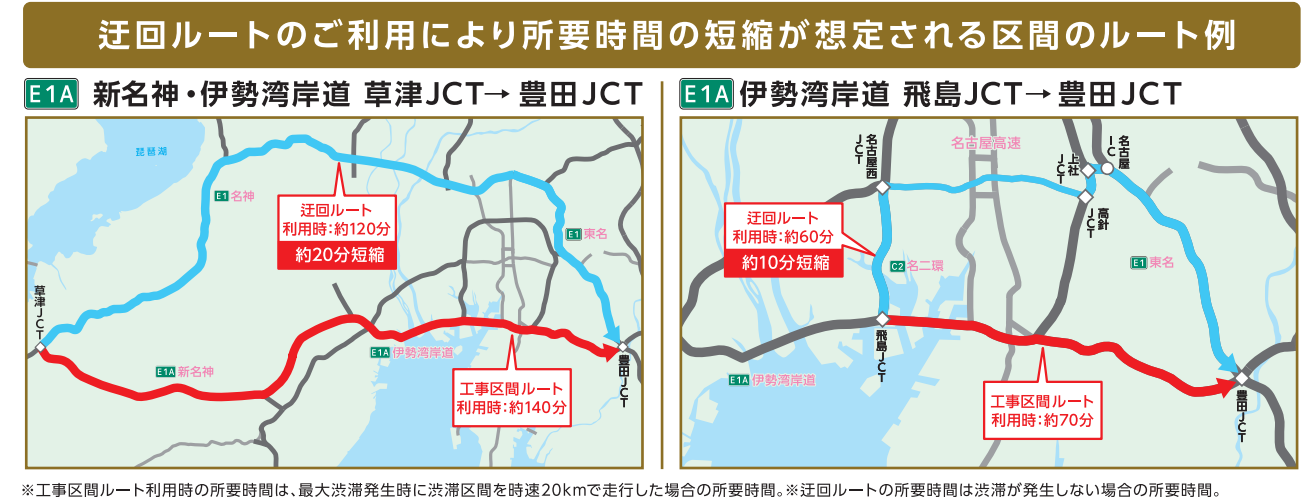 迂回ルートのご利用により所要時間の短縮が想定される区間のルート例
E1A 新名神・伊勢湾岸道 草津JCT→豊田JCT
琵琶湖
E1 名神
迂回ルート
利用時:約120分
約20分短縮
E1 東名
草津JCT
E1A 伊勢湾岸道
E1A 新名神
工事区間ルート
利用時:約140分
豊田JCT
E1A 伊勢湾岸道 飛島JCT→豊田JCT
名古屋西
JCT
名古屋高速
上社
JCT
名古屋
IC
高針
JCT
迂回ルート
利用時:約60分
約10分短縮
C2 名二環
E1 東名
飛島JCT
E1A 伊勢湾岸道
工事区間ルート
利用時:約70分
豊田JCT
※工事区間ルート利用時の所要時間は、最大渋滞発生時に渋滞区間を時速20kmで走行した場合の所要時間。※迂回ルートの所要時間は渋滞が発生しない場合の所要時間。